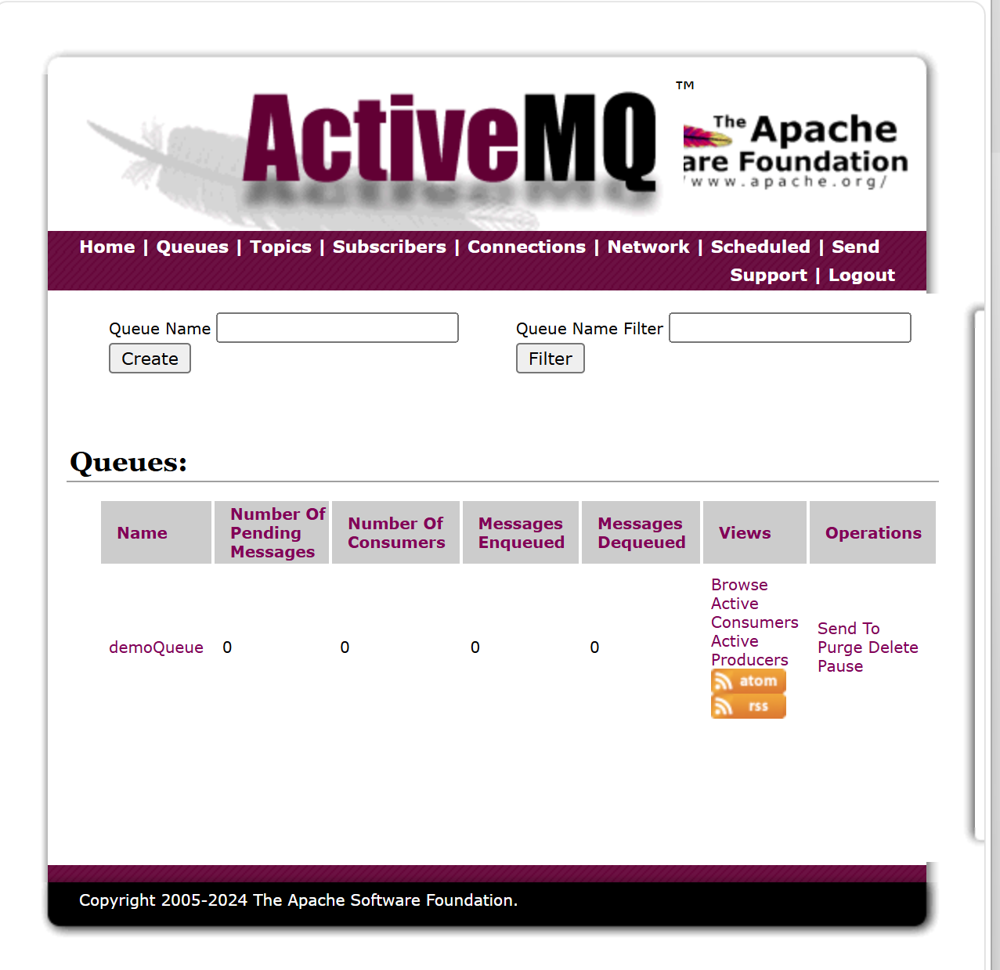 ActiveMQ
TM
The Apache
are Foundation
/www.apache.org/
Home | Queues | Topics | Subscribers | Connections | Network | Scheduled | Send
Support | Logout
Queue Name
Queue Name Filter
Create
Filter
Queues:
Name
Number Of
Pending
Messages
Number Of
Consumers
Messages
Enqueued
Messages
Dequeued
Views
Operations
demoQueue
0
0
0
0
Browse
Active
Consumers
Active
Producers
atom
rss
Send To
Purge Delete
Pause
Copyright 2005-2024 The Apache Software Foundation.